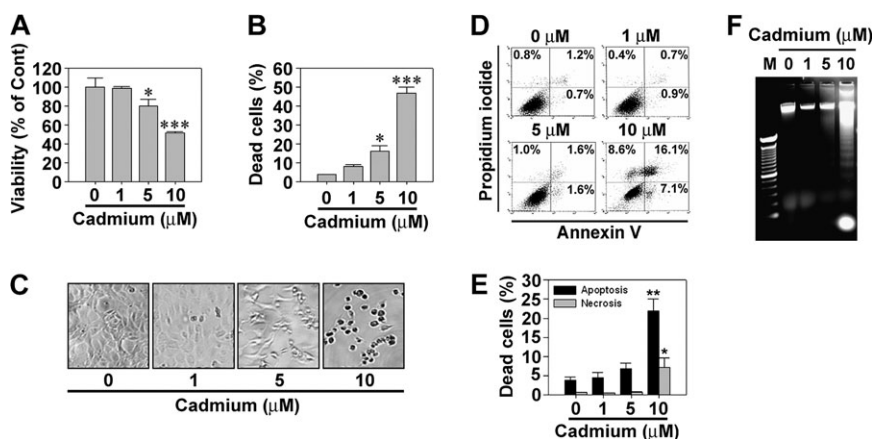 A
Viability (% of Cont)
120
100
80
60
40
20
0
*
***
0 1 5 10
Cadmium (μM)
B
Dead cells (%)
60
50
40
30
20
10
0
*
***
0 1 5 10
Cadmium (μM)
C
0 1 5 10
Cadmium (μM)
D
Propidium iodide
0 μM
0.8% 1.2%
0.7%
1 μM
0.4% 0.7%
0.9%
5 μM
1.0% 1.6%
1.6%
10 μM
8.6% 16.1%
7.1%
Annexin V
E
Dead cells (%)
30
25
20
15
10
5
0
Apoptosis
Necrosis
**
*
0 1 5 10
Cadmium (μM)
F
Cadmium (μM)
M 0 1 5 10